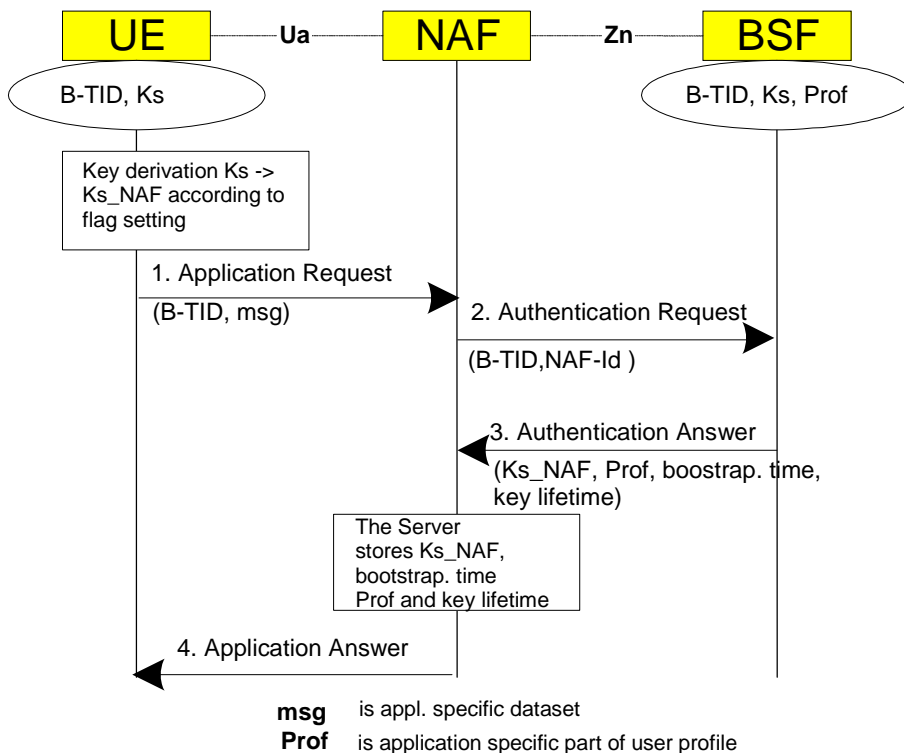 UE Ua NAF Zn BSF
B-TID, Ks
B-TID, Ks, Prof
Key derivation Ks ->
Ks_NAF according to
flag setting
1. Application Request
(B-TID, msg)
2. Authentication Request
(B-TID,NAF-Id )
3. Authentication Answer
(Ks_NAF, Prof, boostrap. time,
key lifetime)
The Server
stores Ks_NAF,
bootstrap. time
Prof and key lifetime
4. Application Answer
msg is appl. specific dataset
Prof is application specific part of user profile